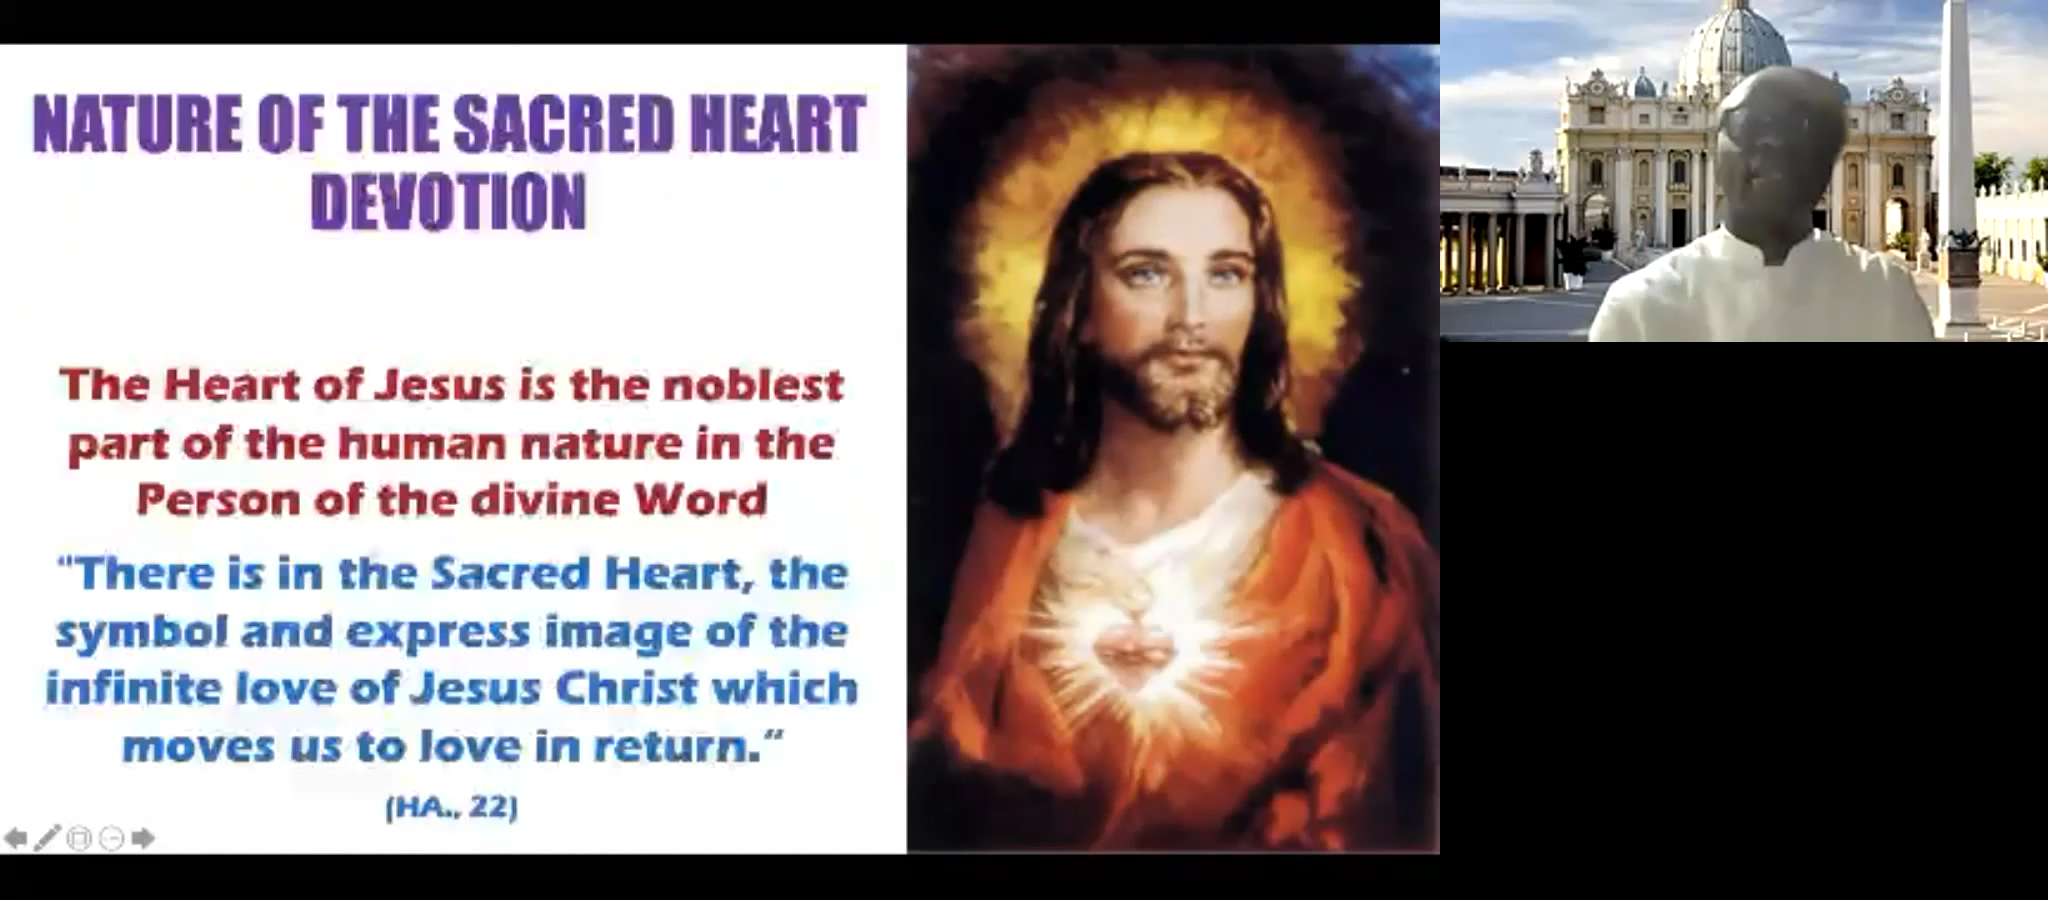 NATURE OF THE SACRED HEART
DEVOTION
The Heart of Jesus is the noblest
part of the human nature in the
Person of the divine Word
"There is in the Sacred Heart, the
symbol and express image of the
infinite love of Jesus Christ which
moves us to love in return."
(HA., 22)